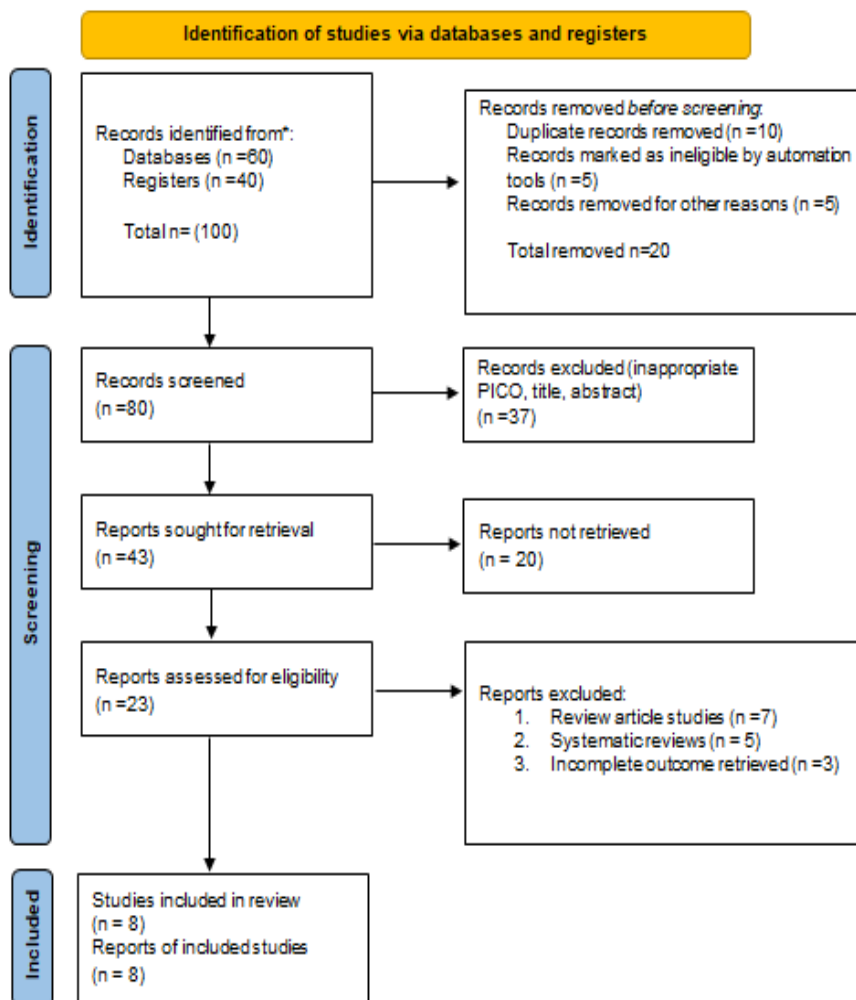 Identification of studies via databases and registers
Identification
Records identified from*:
Databases (n =60)
Registers (n =40)
Total n= (100)
Records removed before screening:
Duplicate records removed (n =10)
Records marked as ineligible by automation
tools (n =5)
Records removed for other reasons (n =5)
Total removed n=20
Screening
Records screened
(n =80)
Records excluded (inappropriate
PICO, title, abstract)
(n =37)
Reports sought for retrieval
(n =43)
Reports not retrieved
(n = 20)
Reports assessed for eligibility
(n =23)
Reports excluded:
1. Review article studies (n =7)
2. Systematic reviews (n = 5)
3. Incomplete outcome retrieved (n =3)
Included
Studies included in review
(n = 8)
Reports of included studies
(n = 8)